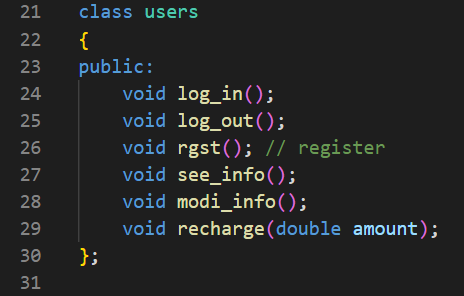 21 class users
22 {
23 public:
24     void log_in();
25     void log_out();
26     void rgst(); // register
27     void see_info();
28     void modi_info();
29     void recharge(double amount);
30 };
31